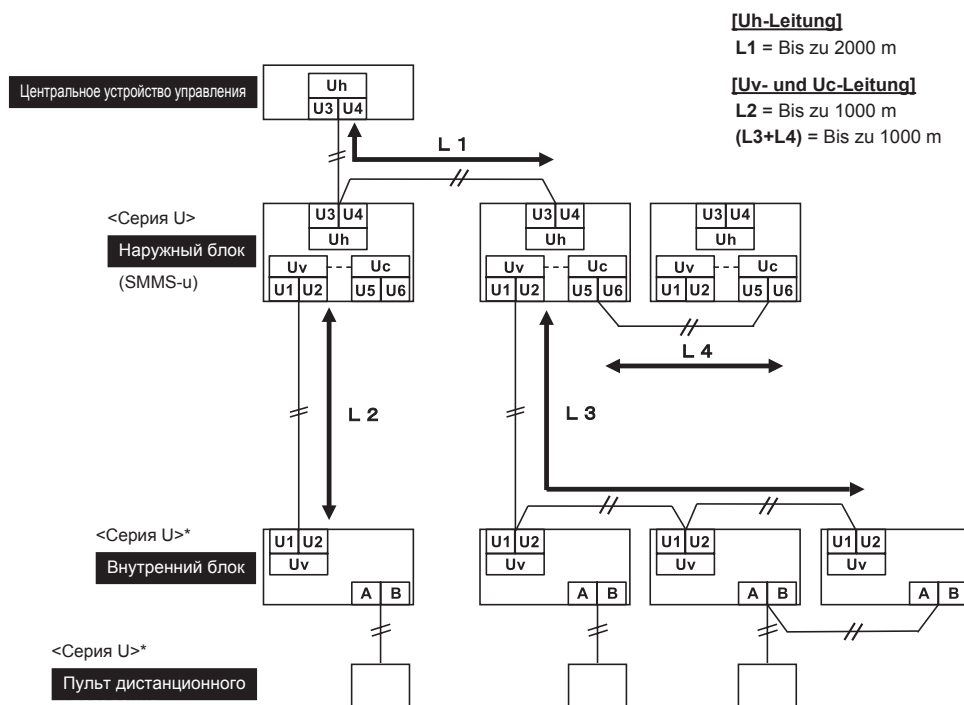 [Uh-Leitung]
L1 = Bis zu 2000 m
[Uv- und Uc-Leitung]
L2 = Bis zu 1000 m
(L3+L4) = Bis zu 1000 m
Центральное устройство управления
Uh
U3 U4
L 1
<Серия U>
Наружный блок
(SMMS-u)
U3 U4
Uh
Uv Uc
U1 U2 U5 U6
U3 U4
Uh
Uv Uc
U1 U2 U5 U6
U3 U4
Uh
Uv Uc
U1 U2 U5 U6
L 4
L 2
L 3
<Серия U>*
Внутренний блок
U1 U2
Uv
A B
U1 U2
Uv
A B
U1 U2
Uv
A B
U1 U2
Uv
A B
<Серия U>*
Пульт дистанционного